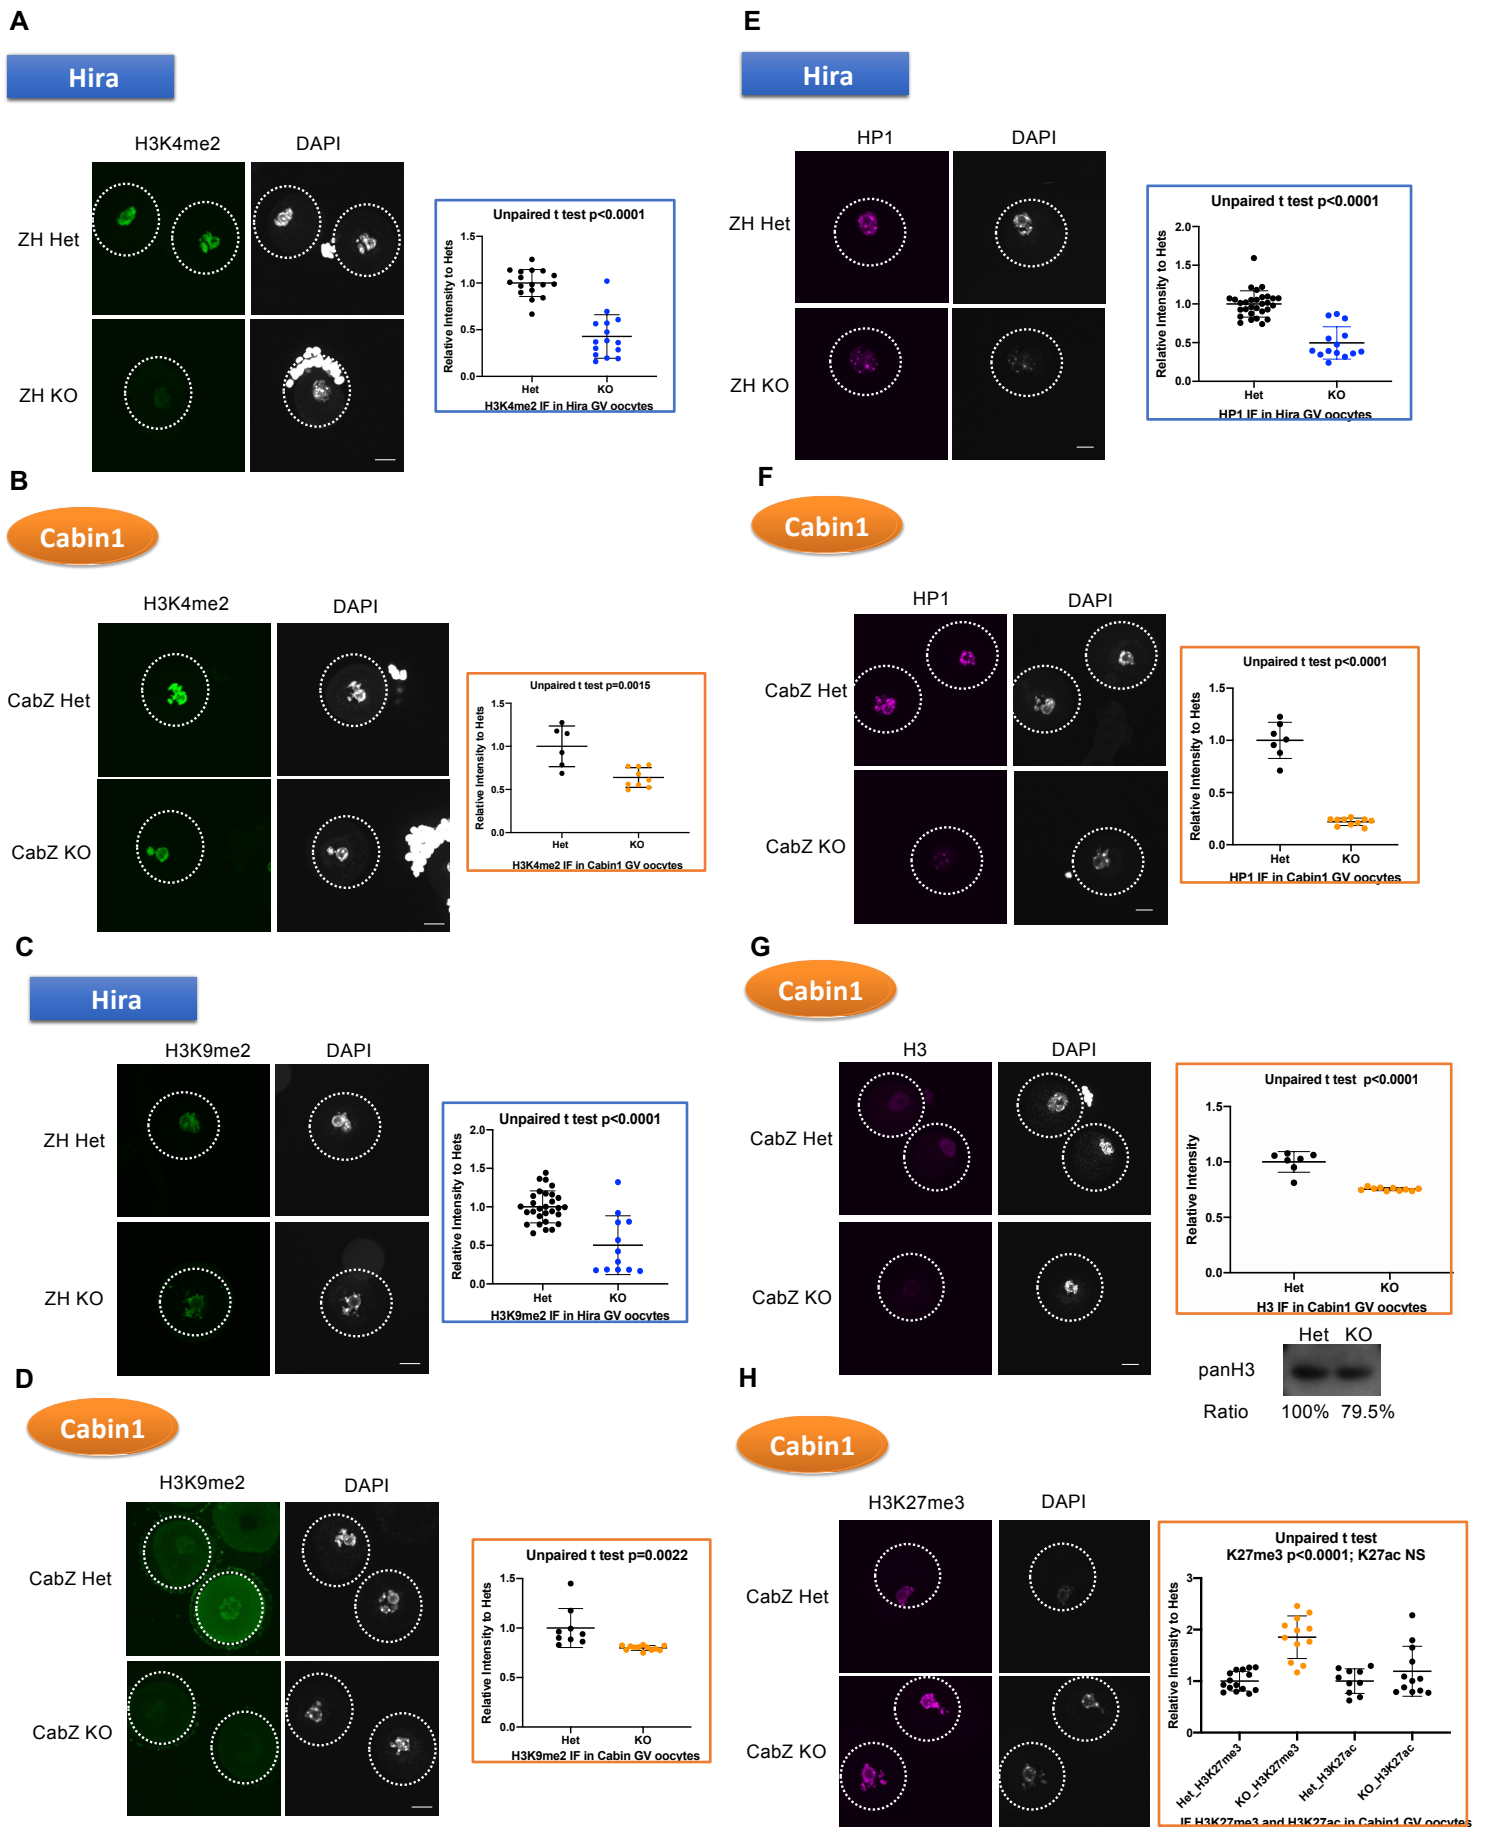 A
Hira
H3K4me2 DAPI
ZH Het
ZH KO
Unpaired t test p<0.0001
Relative Intensity to Hets
1.5
1.0
0.5
0.0
Het KO
H3K4me2 IF in Hira GV oocytes
B
Cabin1
H3K4me2 DAPI
CabZ Het
CabZ KO
Unpaired t test p=0.0015
Relative Intensity to Hets
1.5
1.0
0.5
0.0
Het KO
H3K4me2 IF in Cabin1 GV oocytes
C
Hira
H3K9me2 DAPI
ZH Het
ZH KO
Unpaired t test p<0.0001
Relative Intensity to Hets
2.0
1.5
1.0
0.5
0.0
Het KO
H3K9me2 IF in Hira GV oocytes
D
Cabin1
H3K9me2 DAPI
CabZ Het
CabZ KO
Unpaired t test p=0.0022
Relative Intensity to Hets
1.5
1.0
0.5
0.0
Het KO
H3K9me2 IF in Cabin GV oocytes
E
Hira
HP1 DAPI
ZH Het
ZH KO
Unpaired t test p<0.0001
Relative Intensity to Hets
2.0
1.5
1.0
0.5
0.0
Het KO
HP1 IF in Hira GV oocytes
F
Cabin1
HP1 DAPI
CabZ Het
CabZ KO
Unpaired t test p<0.0001
Relative Intensity to Hets
1.5
1.0
0.5
0.0
Het KO
HP1 IF in Cabin1 GV oocytes
G
Cabin1
H3 DAPI
CabZ Het
CabZ KO
Unpaired t test p<0.0001
Relative Intensity
1.5
1.0
0.5
0.0
Het KO
H3 IF in Cabin1 GV oocytes
Het KO
panH3
Ratio 100% 79.5%
H
Cabin1
H3K27me3 DAPI
CabZ Het
CabZ KO
Unpaired t test
K27me3 p<0.0001; K27ac NS
Relative Intensity to Hets
3
2
1
0
Het_H3K27me3 KO_H3K27me3 Het_H3K27ac KO_H3K27ac
IF H3K27me3 and H3K27ac in Cabin1 GV oocytes